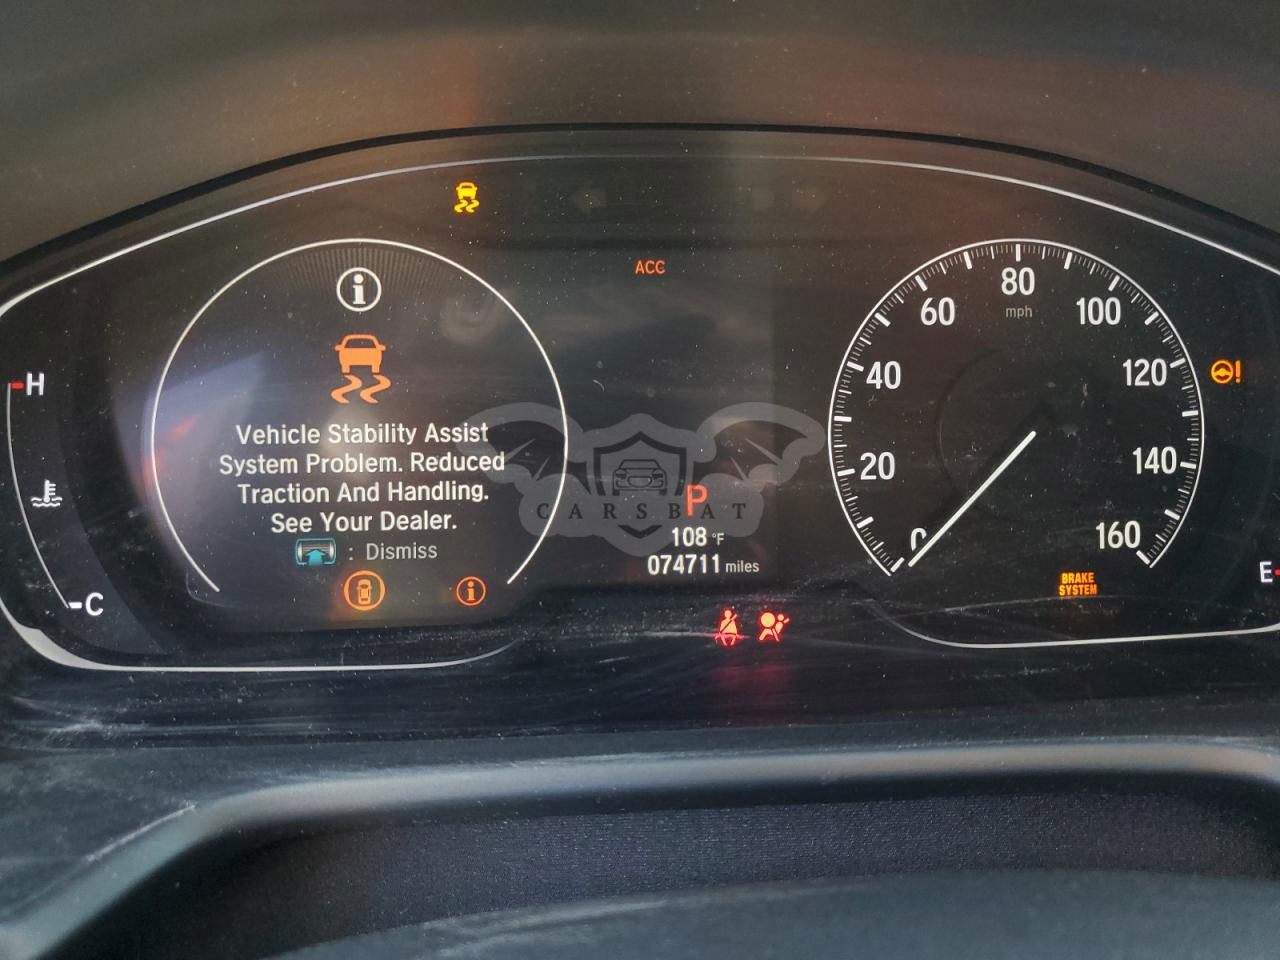 ACC
H
C
Vehicle Stability Assist
System Problem. Reduced
Traction And Handling.
See Your Dealer.
: Dismiss
CARSBAT
P
108 °F
074711 miles
0
20
40
60
80
100
120
140
160
mph
BRAKE
SYSTEM
E